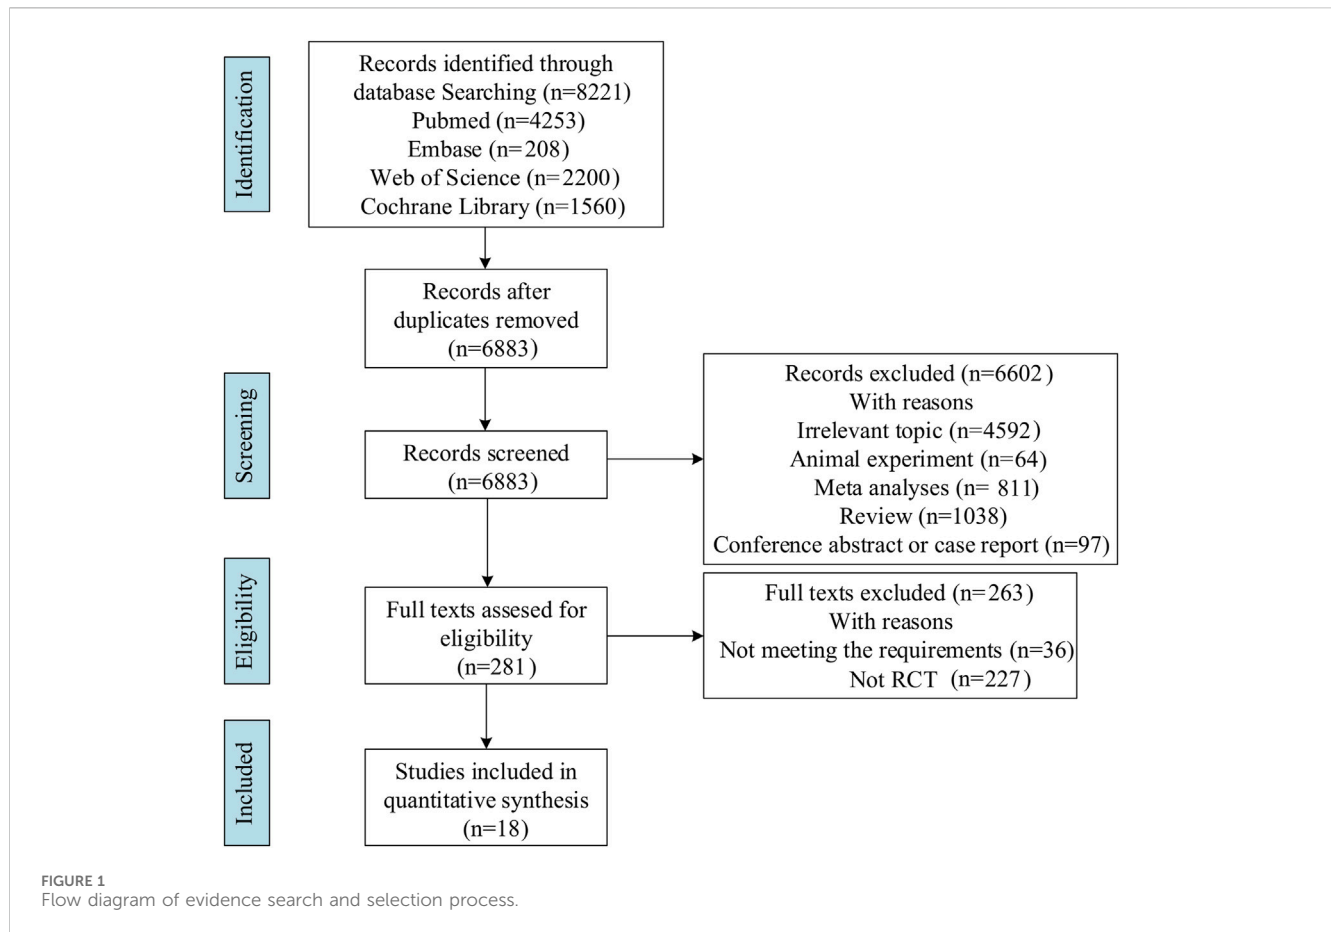 Identification
Records identified through
database Searching (n=8221)
Pubmed (n=4253)
Embase (n=208)
Web of Science (n=2200)
Cochrane Library (n=1560)
Records after
duplicates removed
(n=6883)
Screening
Records screened
(n=6883)
Records excluded (n=6602)
With reasons
Irrelevant topic (n=4592)
Animal experiment (n=64)
Meta analyses (n= 811)
Review (n=1038)
Conference abstract or case report (n=97)
Eligibility
Full texts assesed for
eligibility
(n=281)
Full texts excluded (n=263)
With reasons
Not meeting the requirements (n=36)
Not RCT (n=227)
Included
Studies included in
quantitative synthesis
(n=18)
FIGURE 1
Flow diagram of evidence search and selection process.